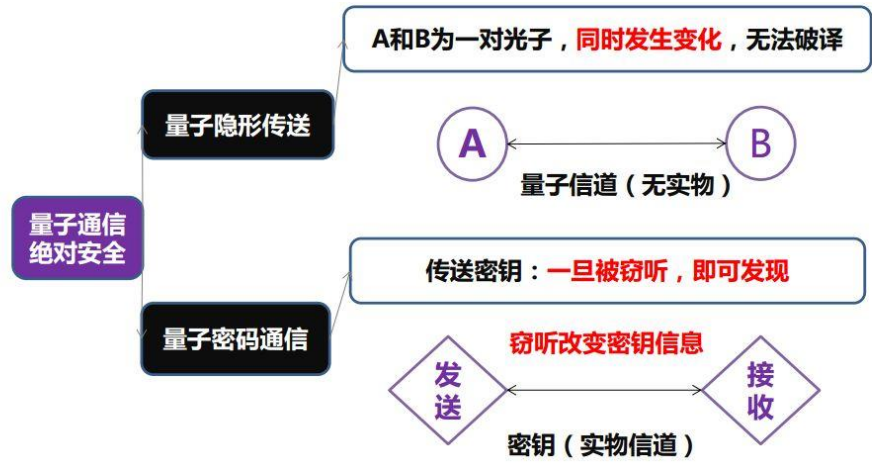 A和B为一对光子，同时发生变化，无法破译
量子隐形传送
A
B
量子信道（无实物）
量子通信
绝对安全
传送密钥：一旦被窃听，即可发现
量子密码通信
窃听改变密钥信息
发
送
接
收
密钥（实物信道）